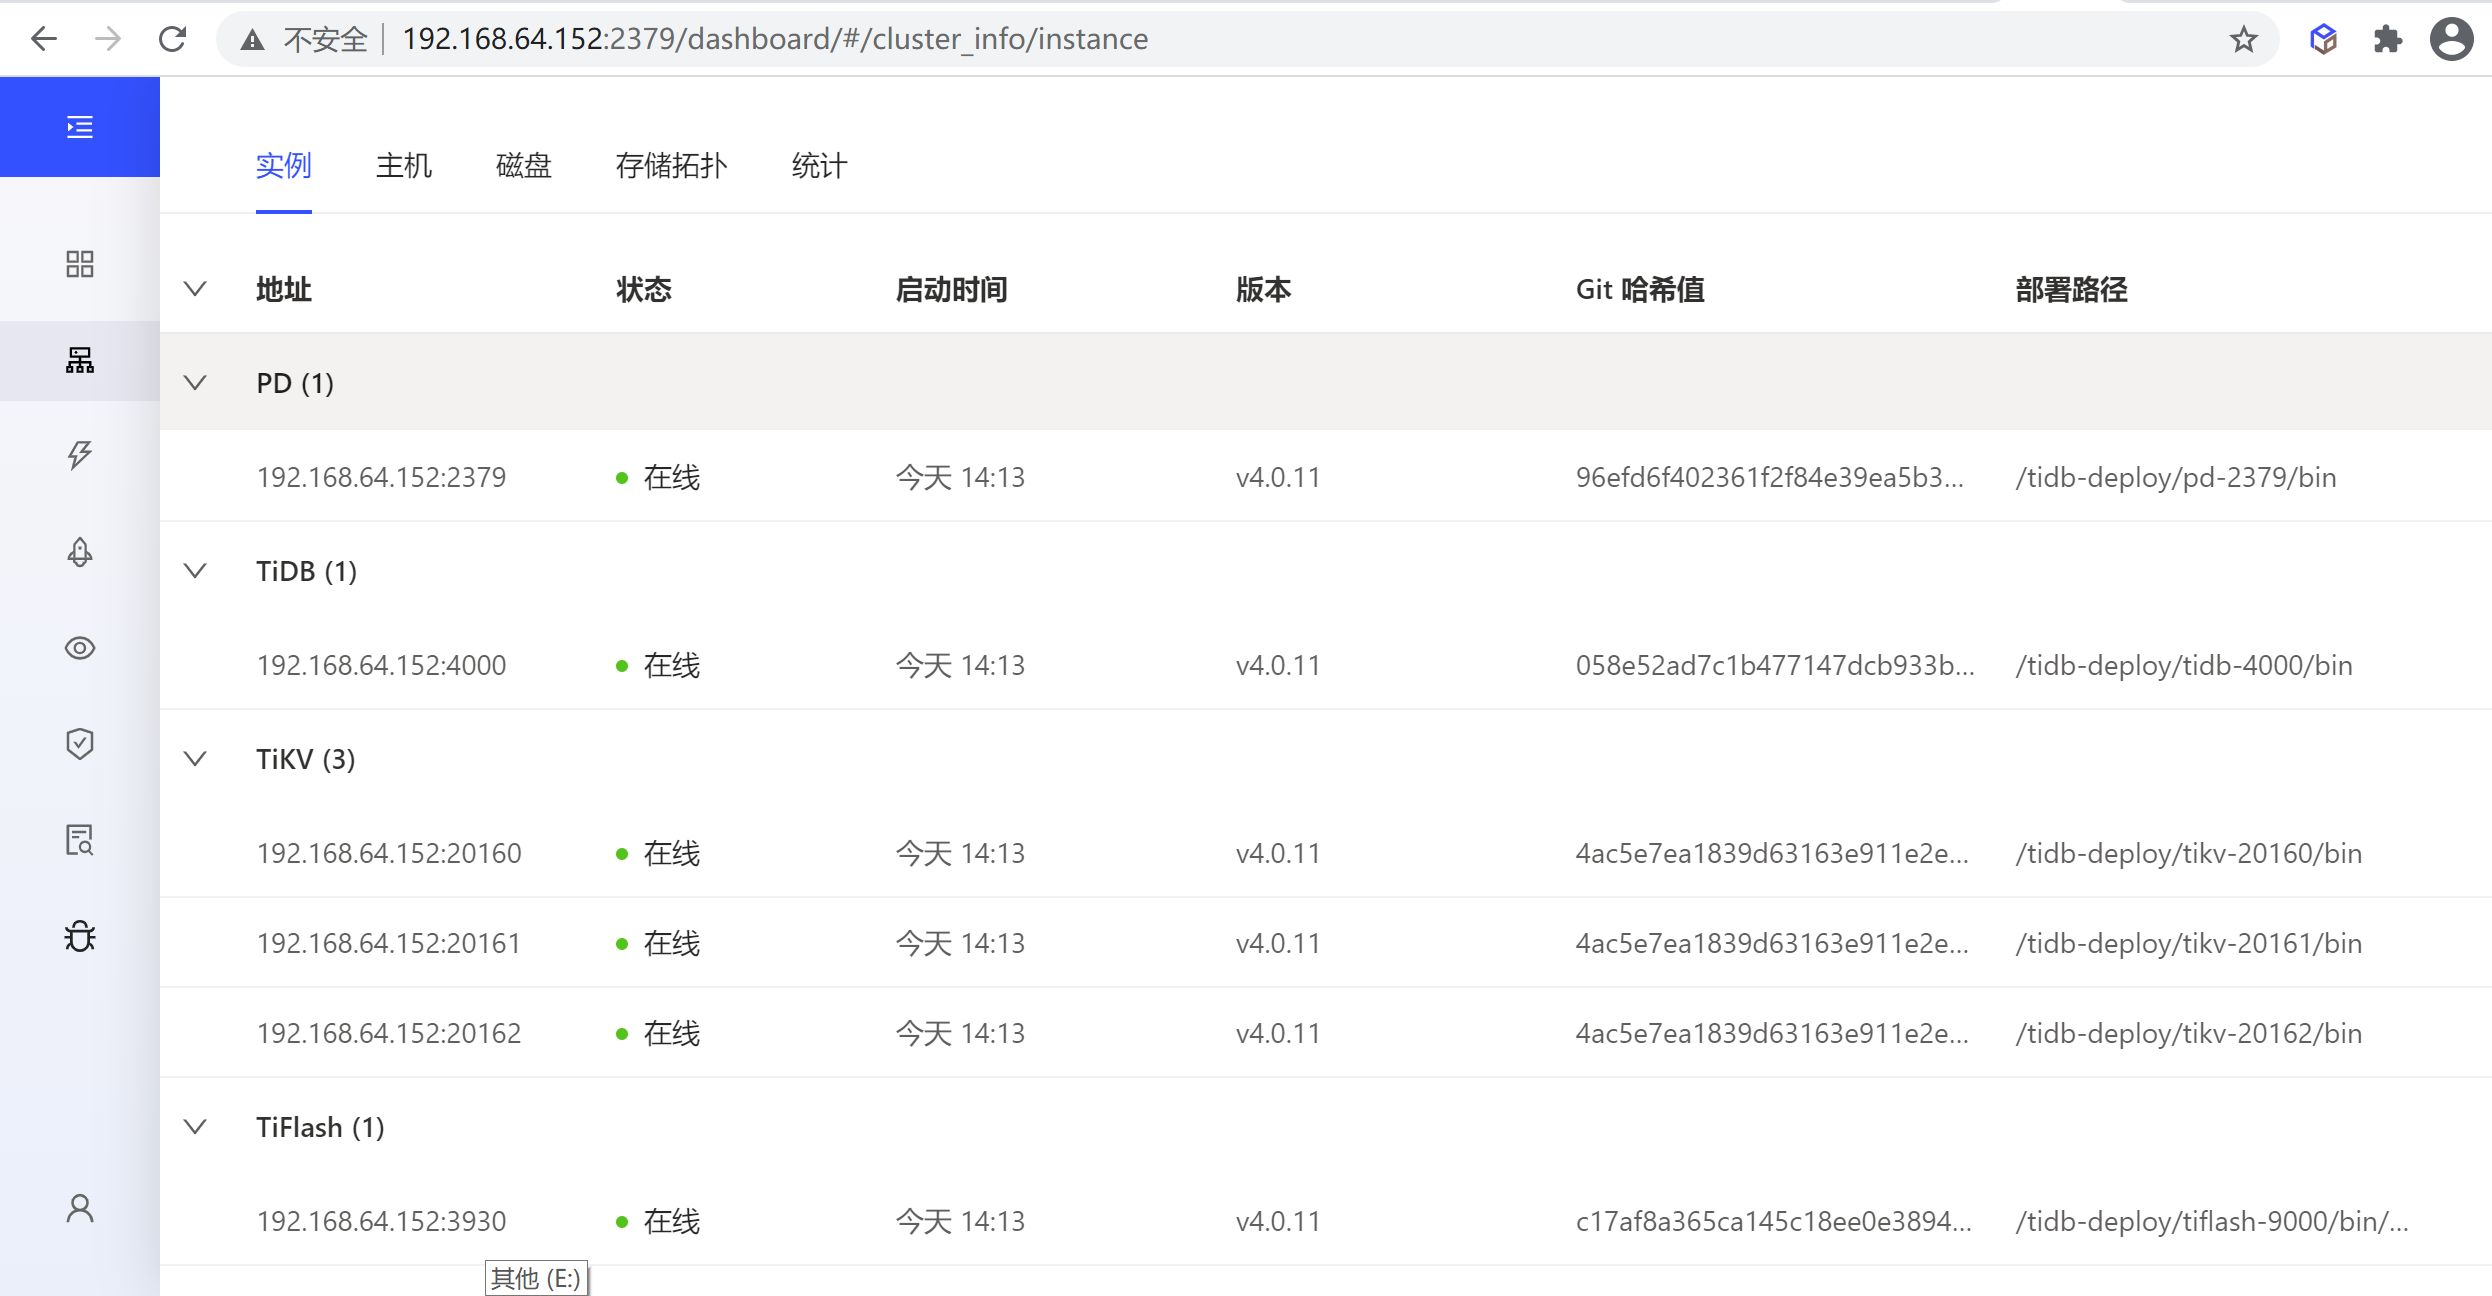 不安全 192.168.64.152:2379/dashboard/#/cluster_info/instance
实例 主机 磁盘 存储拓扑 统计
地址 状态 启动时间 版本 Git 哈希值 部署路径
PD (1)
192.168.64.152:2379 在线 今天 14:13 v4.0.11 96efd6f402361f2f84e39ea5b3... /tidb-deploy/pd-2379/bin
TiDB (1)
192.168.64.152:4000 在线 今天 14:13 v4.0.11 058e52ad7c1b477147dcb933b... /tidb-deploy/tidb-4000/bin
TiKV (3)
192.168.64.152:20160 在线 今天 14:13 v4.0.11 4ac5e7ea1839d63163e911e2e... /tidb-deploy/tikv-20160/bin
192.168.64.152:20161 在线 今天 14:13 v4.0.11 4ac5e7ea1839d63163e911e2e... /tidb-deploy/tikv-20161/bin
192.168.64.152:20162 在线 今天 14:13 v4.0.11 4ac5e7ea1839d63163e911e2e... /tidb-deploy/tikv-20162/bin
TiFlash (1)
192.168.64.152:3930 在线 今天 14:13 v4.0.11 c17af8a365ca145c18ee0e3894... /tidb-deploy/tiflash-9000/bin/...
其他 (E:)